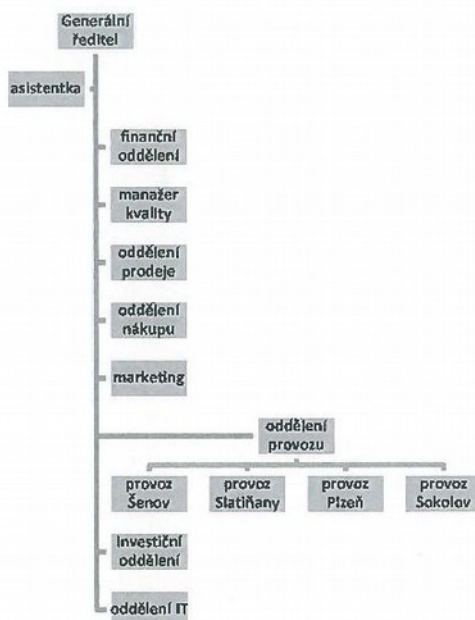 Generální
ředitel
asistentka
finanční
oddělení
manažer
kvality
oddělení
prodeje
oddělení
nákupu
marketing
oddělení
provozu
provoz
Šenov
provoz
Slatiňany
provoz
Plzeň
provoz
Sokolov
Investiční
oddělení
oddělení IT